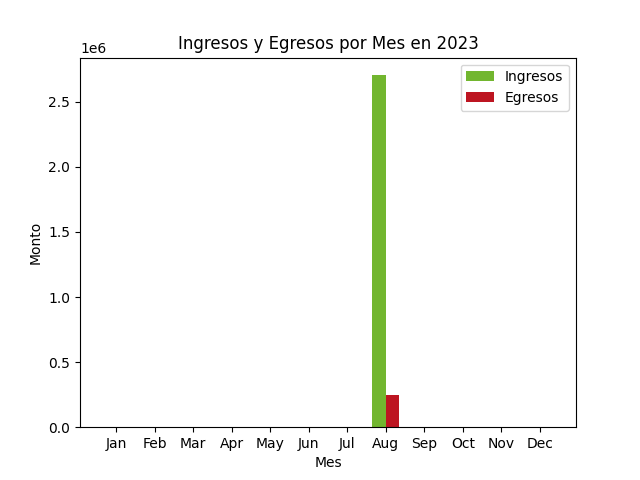 Ingresos y Egresos por Mes en 2023
1e6
Ingresos
Egresos
2.5
2.0
1.5
1.0
0.5
0.0
Monto
Jan Feb Mar Apr May Jun Jul Aug Sep Oct Nov Dec
Mes